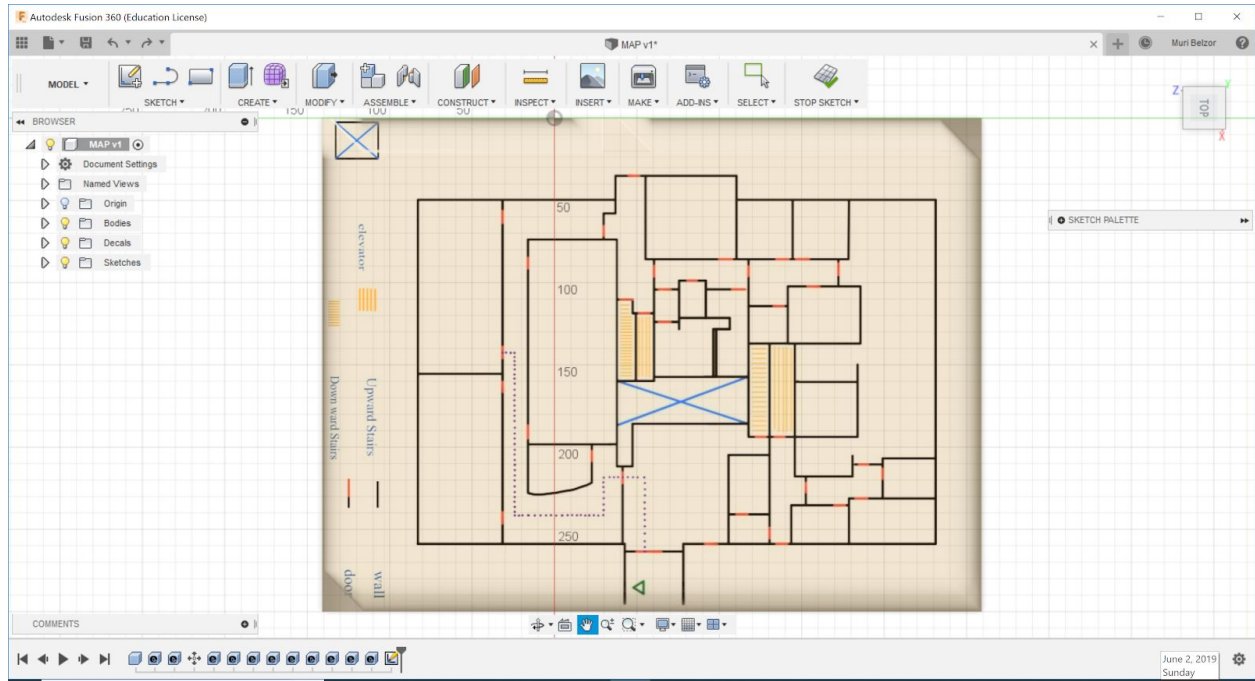 Autodesk Fusion 360 (Education License)
MAP v1*
Muri Belzor
MODEL
SKETCH
CREATE
MODIFY
ASSEMBLE
CONSTRUCT
INSPECT
INSERT
MAKE
ADD-INS
SELECT
STOP SKETCH
250
200
150
100
50
BROWSER
MAP v1
Document Settings
Named Views
Origin
Bodies
Decals
Sketches
Z
Y
TOP
X
SKETCH PALETTE
50
100
150
200
250
elevator
Upward Stairs
Down ward Stairs
wall
door
COMMENTS
June 2, 2019
Sunday